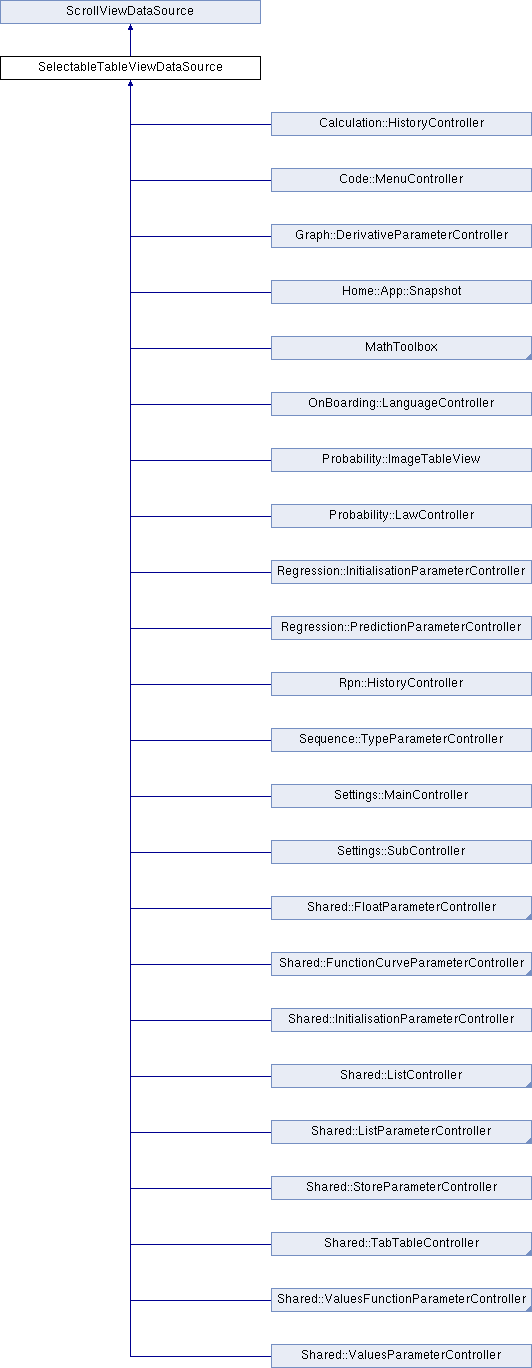 ScrollViewDataSource
SelectableTableViewDataSource
Calculation::HistoryController
Code::MenuController
Graph::DerivativeParameterController
Home::App::Snapshot
MathToolbox
OnBoarding::LanguageController
Probability::ImageTableView
Probability::LawController
Regression::InitialisationParameterController
Regression::PredictionParameterController
Rpn::HistoryController
Sequence::TypeParameterController
Settings::MainController
Settings::SubController
Shared::FloatParameterController
Shared::FunctionCurveParameterController
Shared::InitialisationParameterController
Shared::ListController
Shared::ListParameterController
Shared::StoreParameterController
Shared::TabTableController
Shared::ValuesFunctionParameterController
Shared::ValuesParameterController